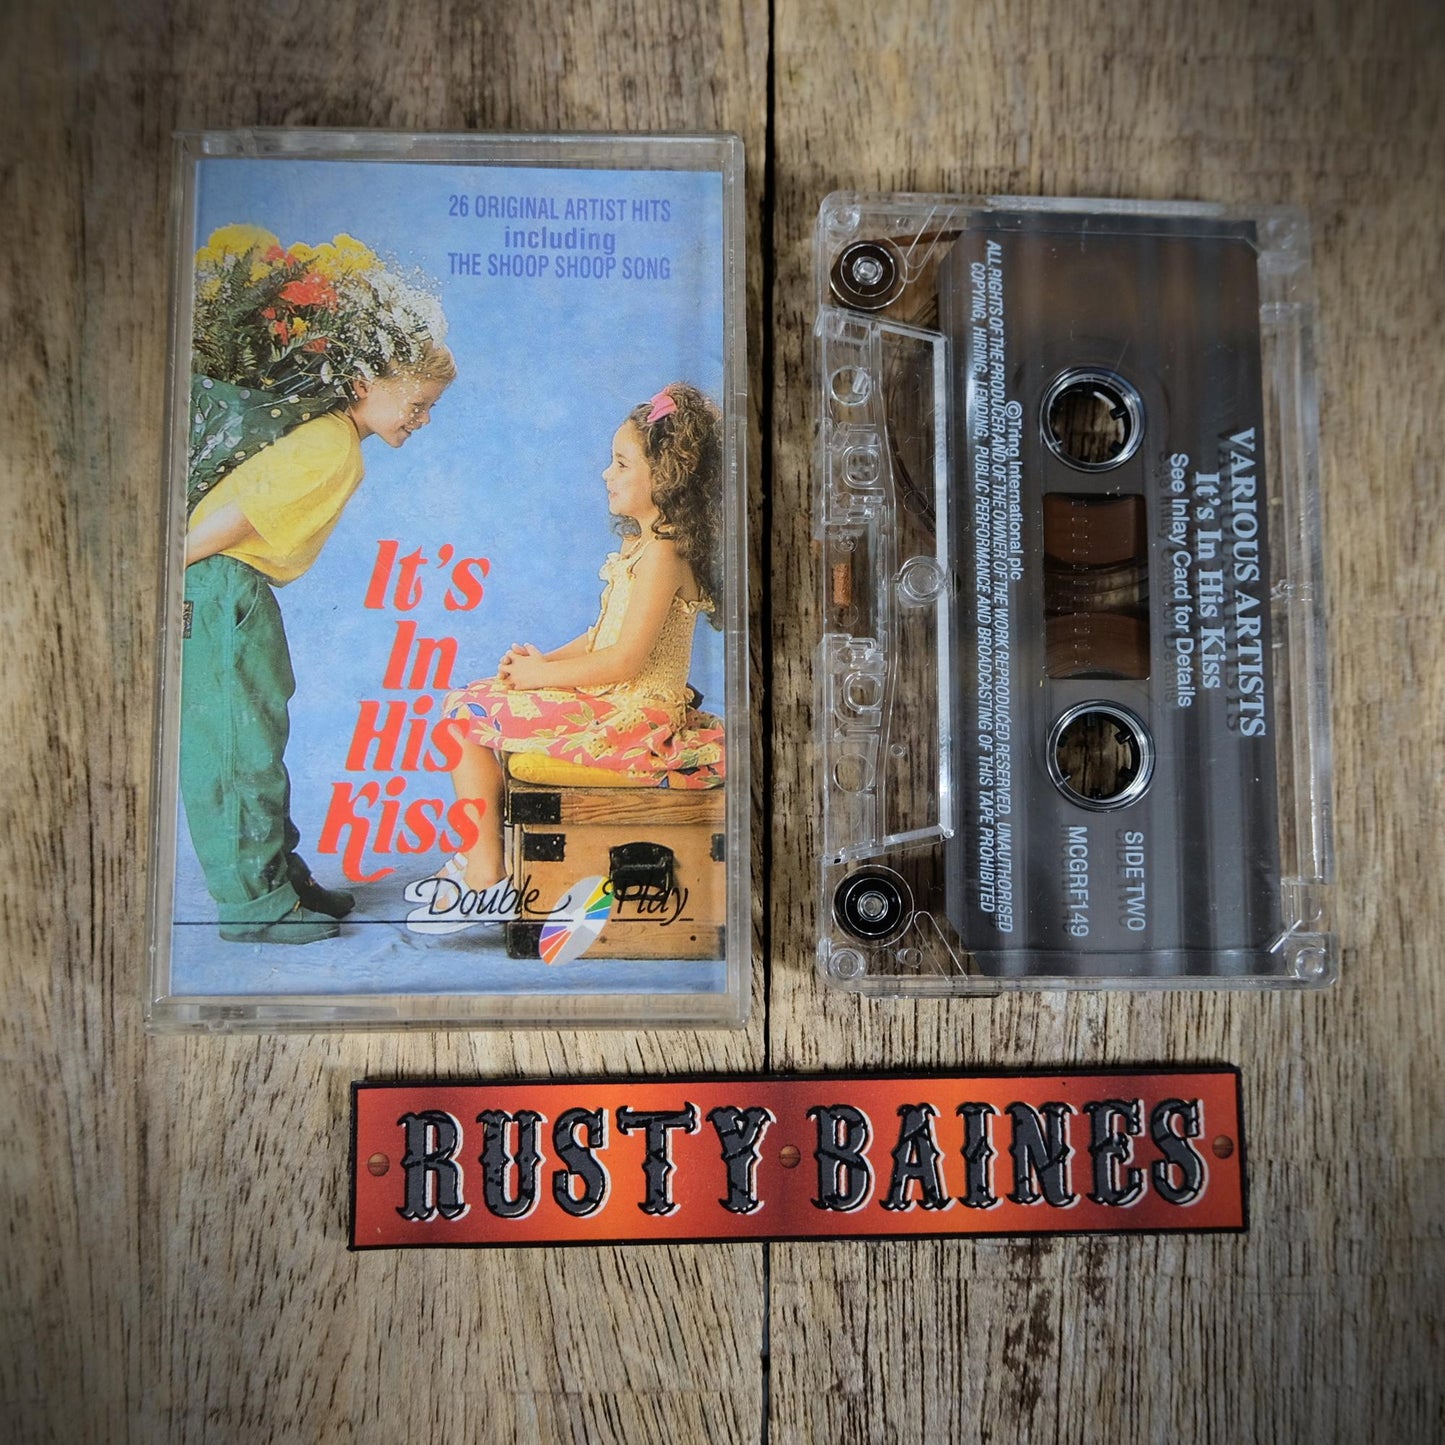 26 ORIGINAL ARTIST HITS
including
THE SHOOP SHOOP SONG
It's
In
His
Kiss
Double Play
VARIOUS ARTISTS
It's In His Kiss
See Inlay Card for Details
SIDE TWO
MCGRF149
©Tring International plc
ALL RIGHTS OF THE PRODUCER AND OF THE OWNER OF THE WORK REPRODUCED RESERVED, UNAUTHORISED
COPYING, HIRING, LENDING, PUBLIC PERFORMANCE AND BROADCASTING OF THIS TAPE PROHIBITED
RUSTY BAINES